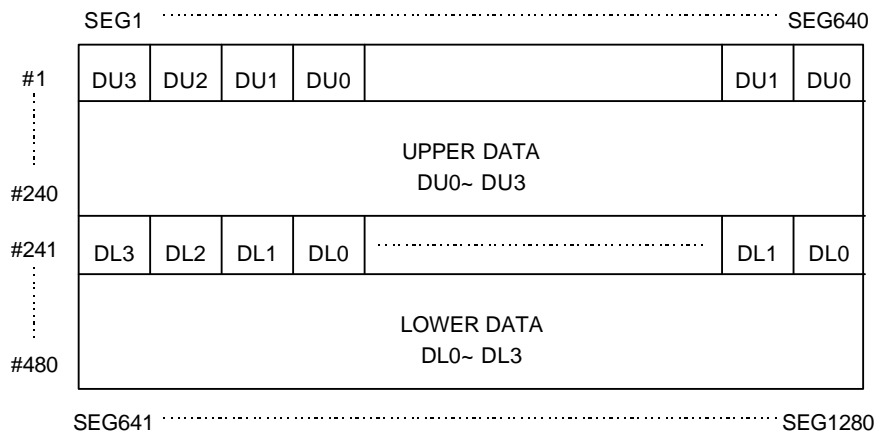 SEG1 SEG640
#1 DU3 DU2 DU1 DU0 DU1 DU0
UPPER DATA
DU0~ DU3
#240
#241 DL3 DL2 DL1 DL0 DL1 DL0
LOWER DATA
DL0~ DL3
#480
SEG641 SEG1280